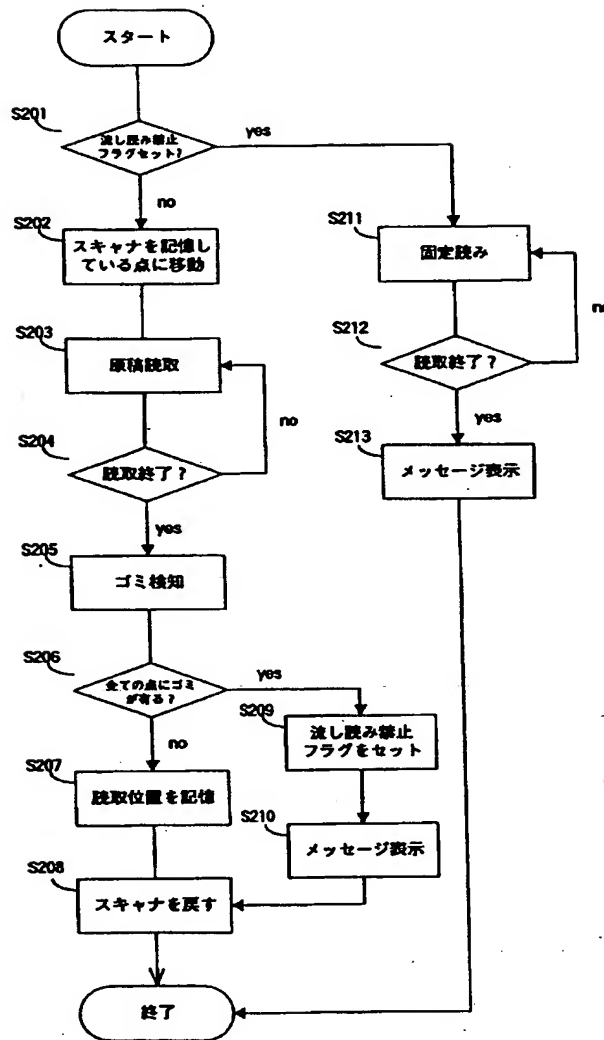 スタート
S201
流し読み禁止
フラグセット?
yes
no
S202
スキャナを記憶し
ている点に移動
S211
固定読み
no
S203
原稿読取
S212
読取終了?
no
S204
読取終了?
yes
S213
メッセージ表示
yes
S205
ゴミ検知
S206
全ての点にゴミ
が有る?
yes
S209
流し読み禁止
フラグをセット
no
S207
読取位置を記憶
S210
メッセージ表示
S208
スキャナを戻す
終了